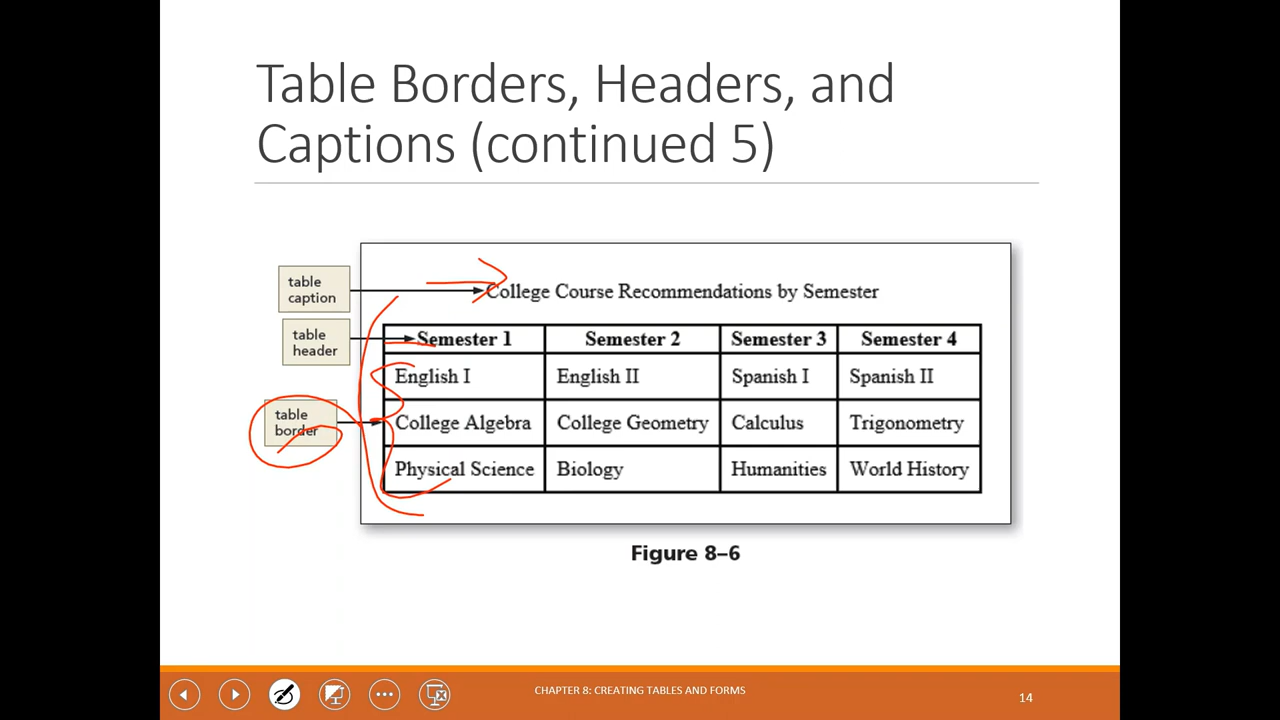 Table Borders, Headers, and
Captions (continued 5)
table
caption
College Course Recommendations by Semester
table
header
Semester 1 Semester 2 Semester 3 Semester 4
English I English II Spanish I Spanish II
table
border
College Algebra College Geometry Calculus Trigonometry
Physical Science Biology Humanities World History
Figure 8–6
CHAPTER 8: CREATING TABLES AND FORMS
14